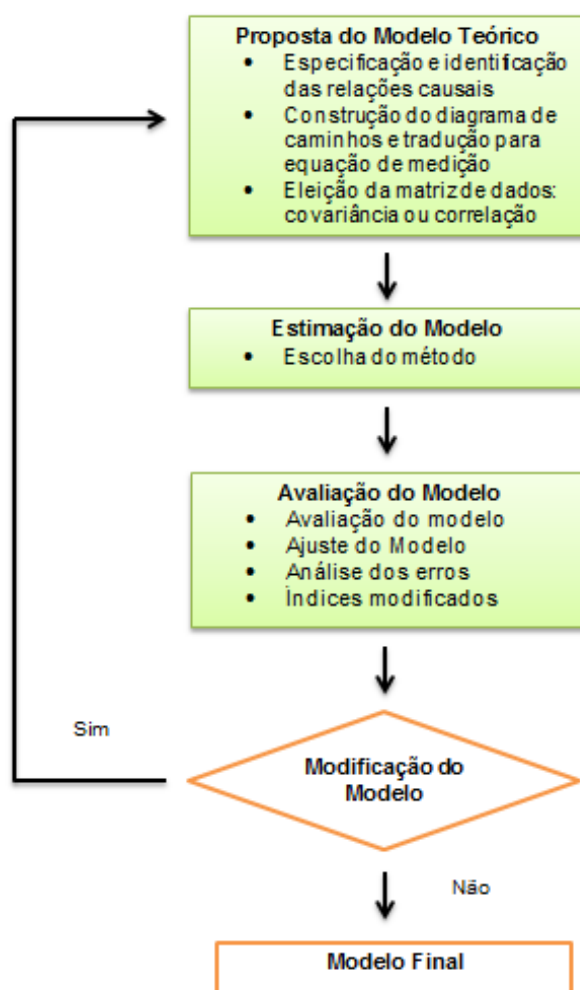 Proposta do Modelo Teórico
• Especificação e identificação
das relações causais
• Construção do diagrama de
caminhos e tradução para
equação de medição
• Eleição da matriz de dados:
covariância ou correlação
Estimação do Modelo
• Escolha do método
Avaliação do Modelo
• Avaliação do modelo
• Ajuste do Modelo
• Análise dos erros
• Índices modificados
Sim
Modificação do
Modelo
Não
Modelo Final